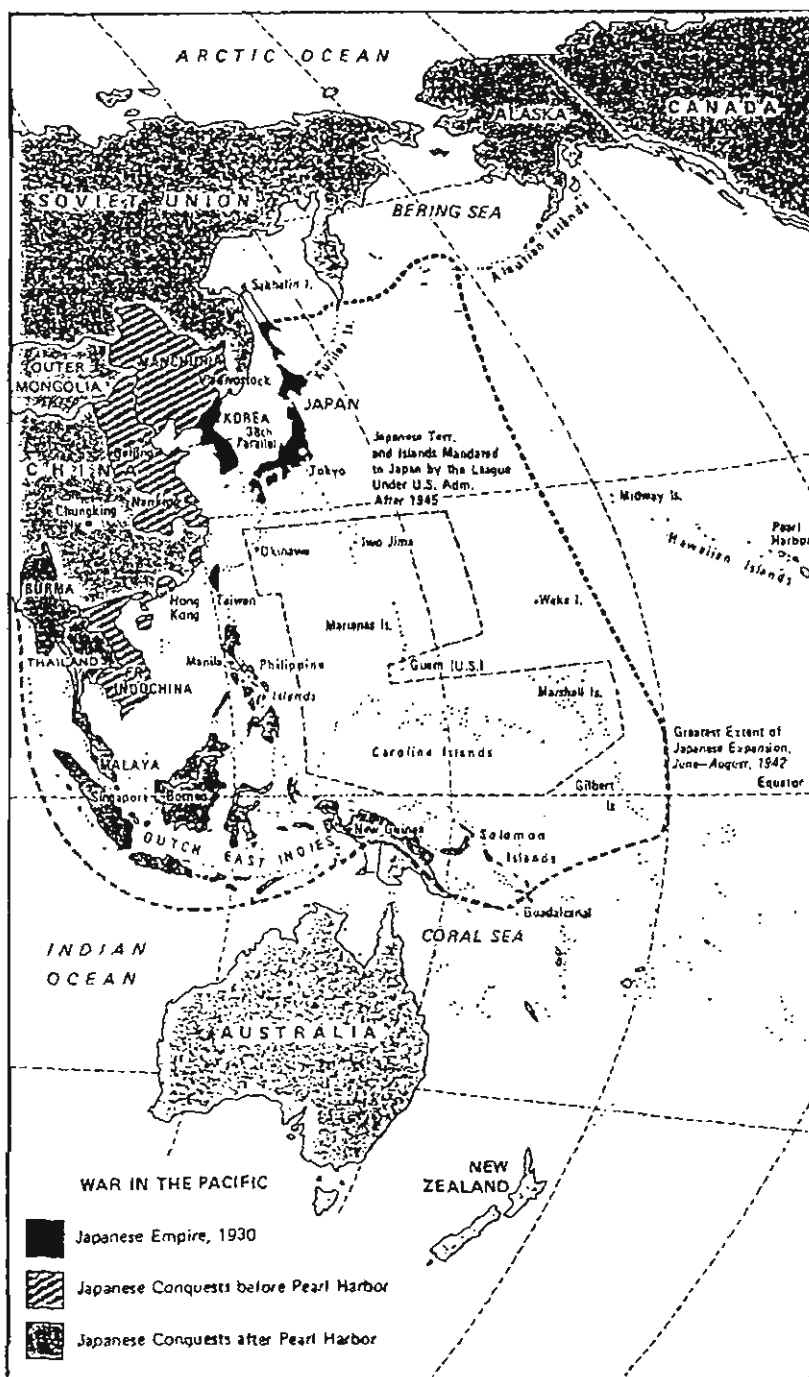 ARCTIC OCEAN
ALASKA
CANADA
SOVIET UNION
BERING SEA
Aleutian Islands
Sakhalin I.
Kurile Is.
OUTER
MONGOLIA
MANCHURIA
Vladivostock
KOREA
38th
Parallel
JAPAN
Tokyo
Beijing
CHINA
Nanking
Chungking
Japanese Terr.
and Islands Mandated
to Japan by the League
Under U.S. Adm.
After 1945
Midway Is.
Pearl
Harbor
Hawaiian Islands
Okinawa
Iwo Jima
BURMA
Hong
Kong
Taiwan
Wake I.
Marianas Is.
THAILAND
FR.
INDOCHINA
Manila
Philippine
Islands
Guam (U.S.)
Marshall Is.
Caroline Islands
Greatest Extent of
Japanese Expansion,
June–August, 1942
MALAYA
Singapore
Borneo
Gilbert
Is.
Equator
DUTCH EAST INDIES
New Guinea
Solomon
Islands
Guadalcanal
CORAL SEA
INDIAN
OCEAN
AUSTRALIA
NEW
ZEALAND
WAR IN THE PACIFIC
Japanese Empire, 1930
Japanese Conquests before Pearl Harbor
Japanese Conquests after Pearl Harbor